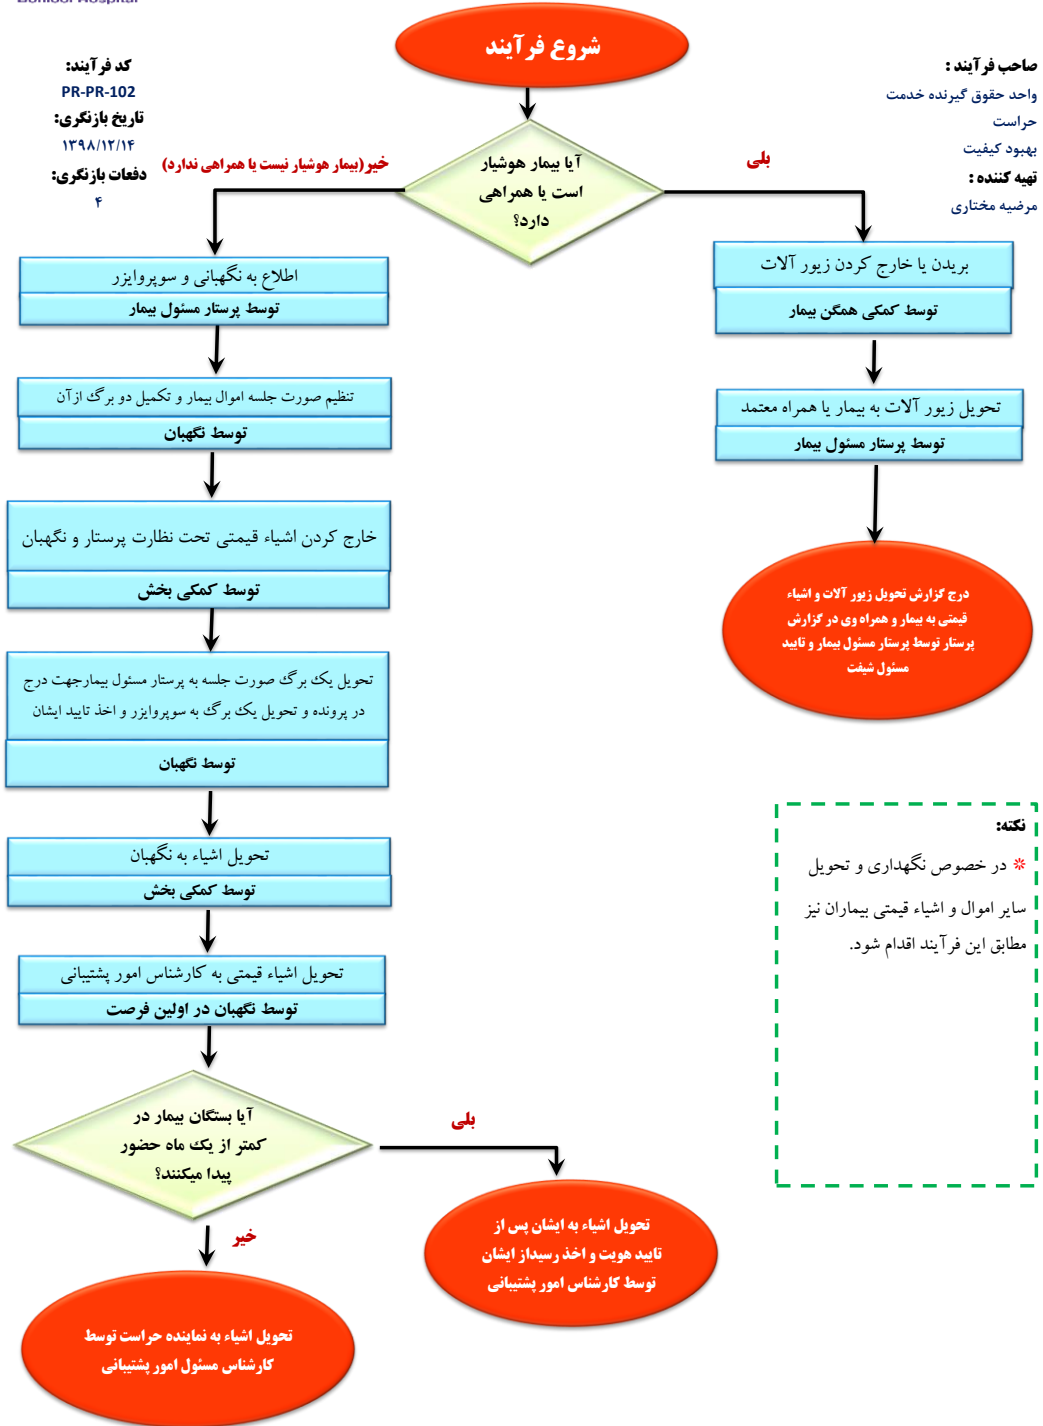 شروع فرآیند
صاحب فرآیند :
واحد حقوق گیرنده خدمت
حراست
بهبود کیفیت
تهیه کننده :
مرضیه مختاری
کد فرآیند:
PR-PR-102
تاریخ بازنگری:
۱۳۹۸/۱۲/۱۴
دفعات بازنگری:
۴
آیا بیمار هوشیار
است یا همراهی
دارد؟
بلی
خیر(بیمار هوشیار نیست یا همراهی ندارد)
بریدن یا خارج کردن زیور آلات
توسط کمکی همگن بیمار
تحویل زیور آلات به بیمار یا همراه معتمد
توسط پرستار مسئول بیمار
درج گزارش تحویل زیور آلات و اشیاء
قیمتی به بیمار و همراه وی در گزارش
پرستار توسط پرستار مسئول بیمار و تایید
مسئول شیفت
اطلاع به نگهبانی و سوپروایزر
توسط پرستار مسئول بیمار
تنظیم صورت جلسه اموال بیمار و تکمیل دو برگ ازآن
توسط نگهبان
خارج کردن اشیاء قیمتی تحت نظارت پرستار و نگهبان
توسط کمکی بخش
تحویل یک برگ صورت جلسه به پرستار مسئول بیمارجهت درج
در پرونده و تحویل یک برگ به سوپروایزر و اخذ تایید ایشان
توسط نگهبان
تحویل اشیاء به نگهبان
توسط کمکی بخش
تحویل اشیاء قیمتی به کارشناس امور پشتیبانی
توسط نگهبان در اولین فرصت
آیا بستگان بیمار در
کمتر از یک ماه حضور
پیدا میکنند؟
بلی
تحویل اشیاء به ایشان پس از
تایید هویت و اخذ رسیداز ایشان
توسط کارشناس امور پشتیبانی
خیر
تحویل اشیاء به نماینده حراست توسط
کارشناس مسئول امور پشتیبانی
نکته:
* در خصوص نگهداری و تحویل
سایر اموال و اشیاء قیمتی بیماران نیز
مطابق این فرآیند اقدام شود.